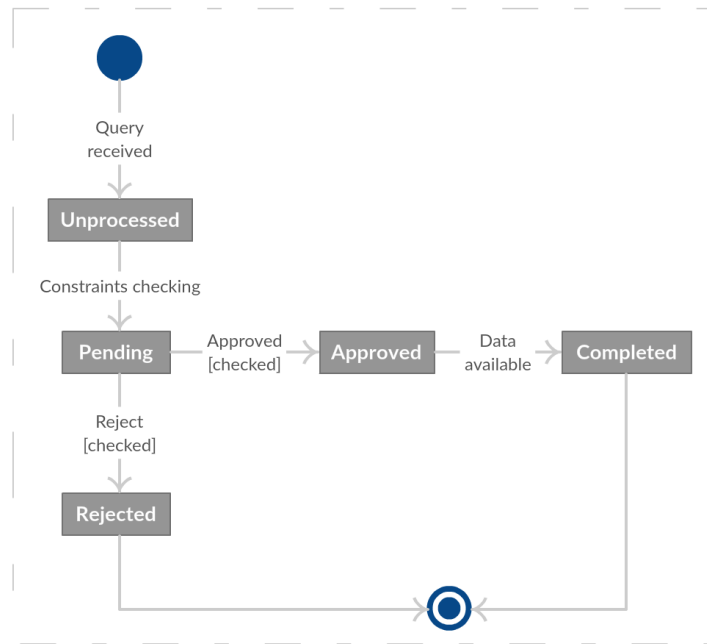 Query
received
Unprocessed
Constraints checking
Pending
Approved
[checked]
Approved
Data
available
Completed
Reject
[checked]
Rejected